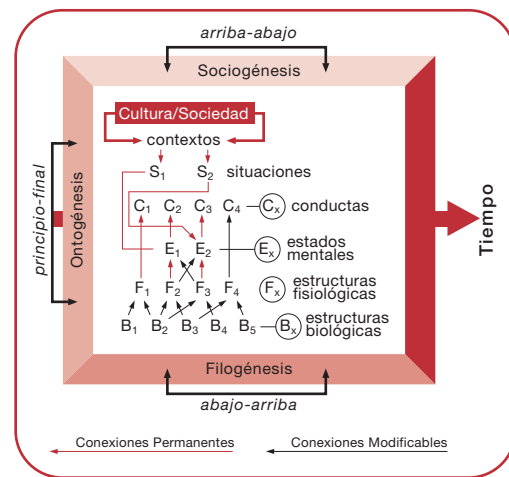 arriba-abajo
Sociogénesis
Cultura/Sociedad
contextos
S1 S2 situaciones
C1 C2 C3 C4 Cx conductas
E1 E2 Ex estados
mentales
F1 F2 F3 F4 Fx estructuras
fisiológicas
B1 B2 B3 B4 B5 Bx estructuras
biológicas
principio-final
Ontogénesis
Tiempo
Filogénesis
abajo-arriba
Conexiones Permanentes
Conexiones Modificables